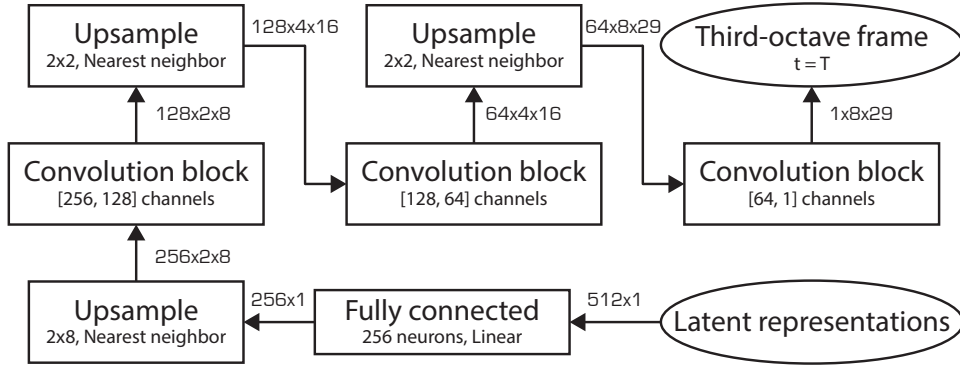 Upsample
2x2, Nearest neighbor
128x4x16
Upsample
2x2, Nearest neighbor
64x8x29
Third-octave frame
t = T
128x2x8
64x4x16
1x8x29
Convolution block
[256, 128] channels
Convolution block
[128, 64] channels
Convolution block
[64, 1] channels
256x2x8
Upsample
2x8, Nearest neighbor
256x1
Fully connected
256 neurons, Linear
512x1
Latent representations